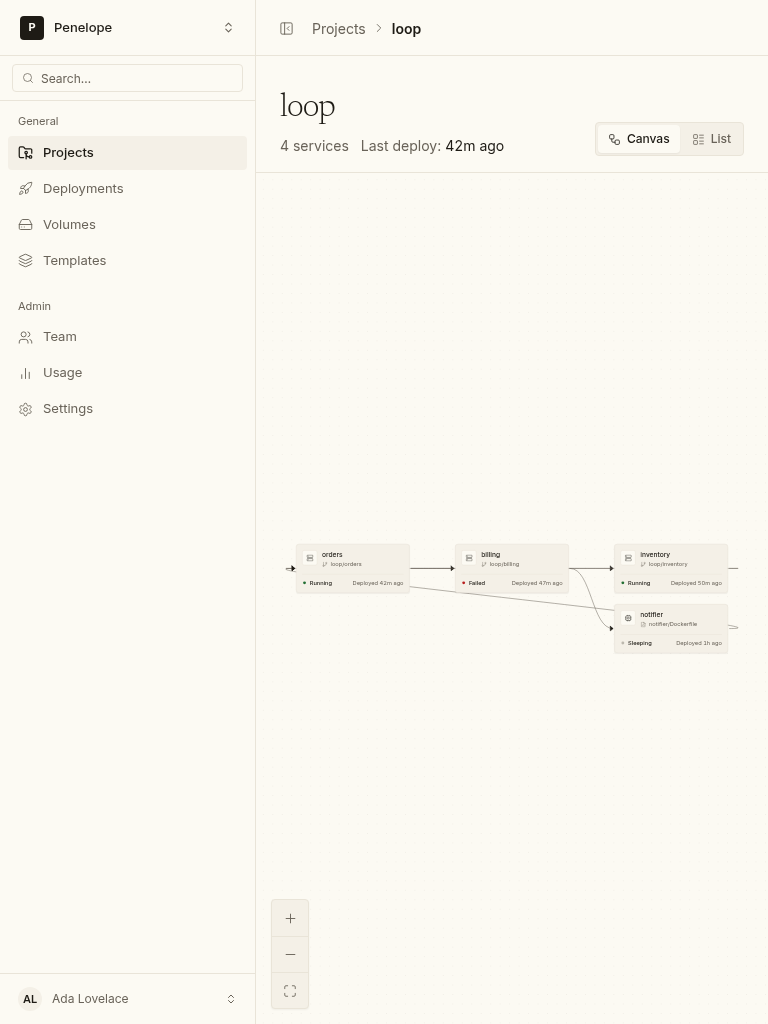 P Penelope
Search...
General
Projects
Deployments
Volumes
Templates
Admin
Team
Usage
Settings
AL Ada Lovelace
Projects > loop
loop
4 services Last deploy: 42m ago
Canvas List
orders
loop/orders
Running Deployed 42m ago
billing
loop/billing
Failed Deployed 47m ago
inventory
loop/inventory
Running Deployed 50m ago
notifier
notifier/Dockerfile
Sleeping Deployed 1h ago